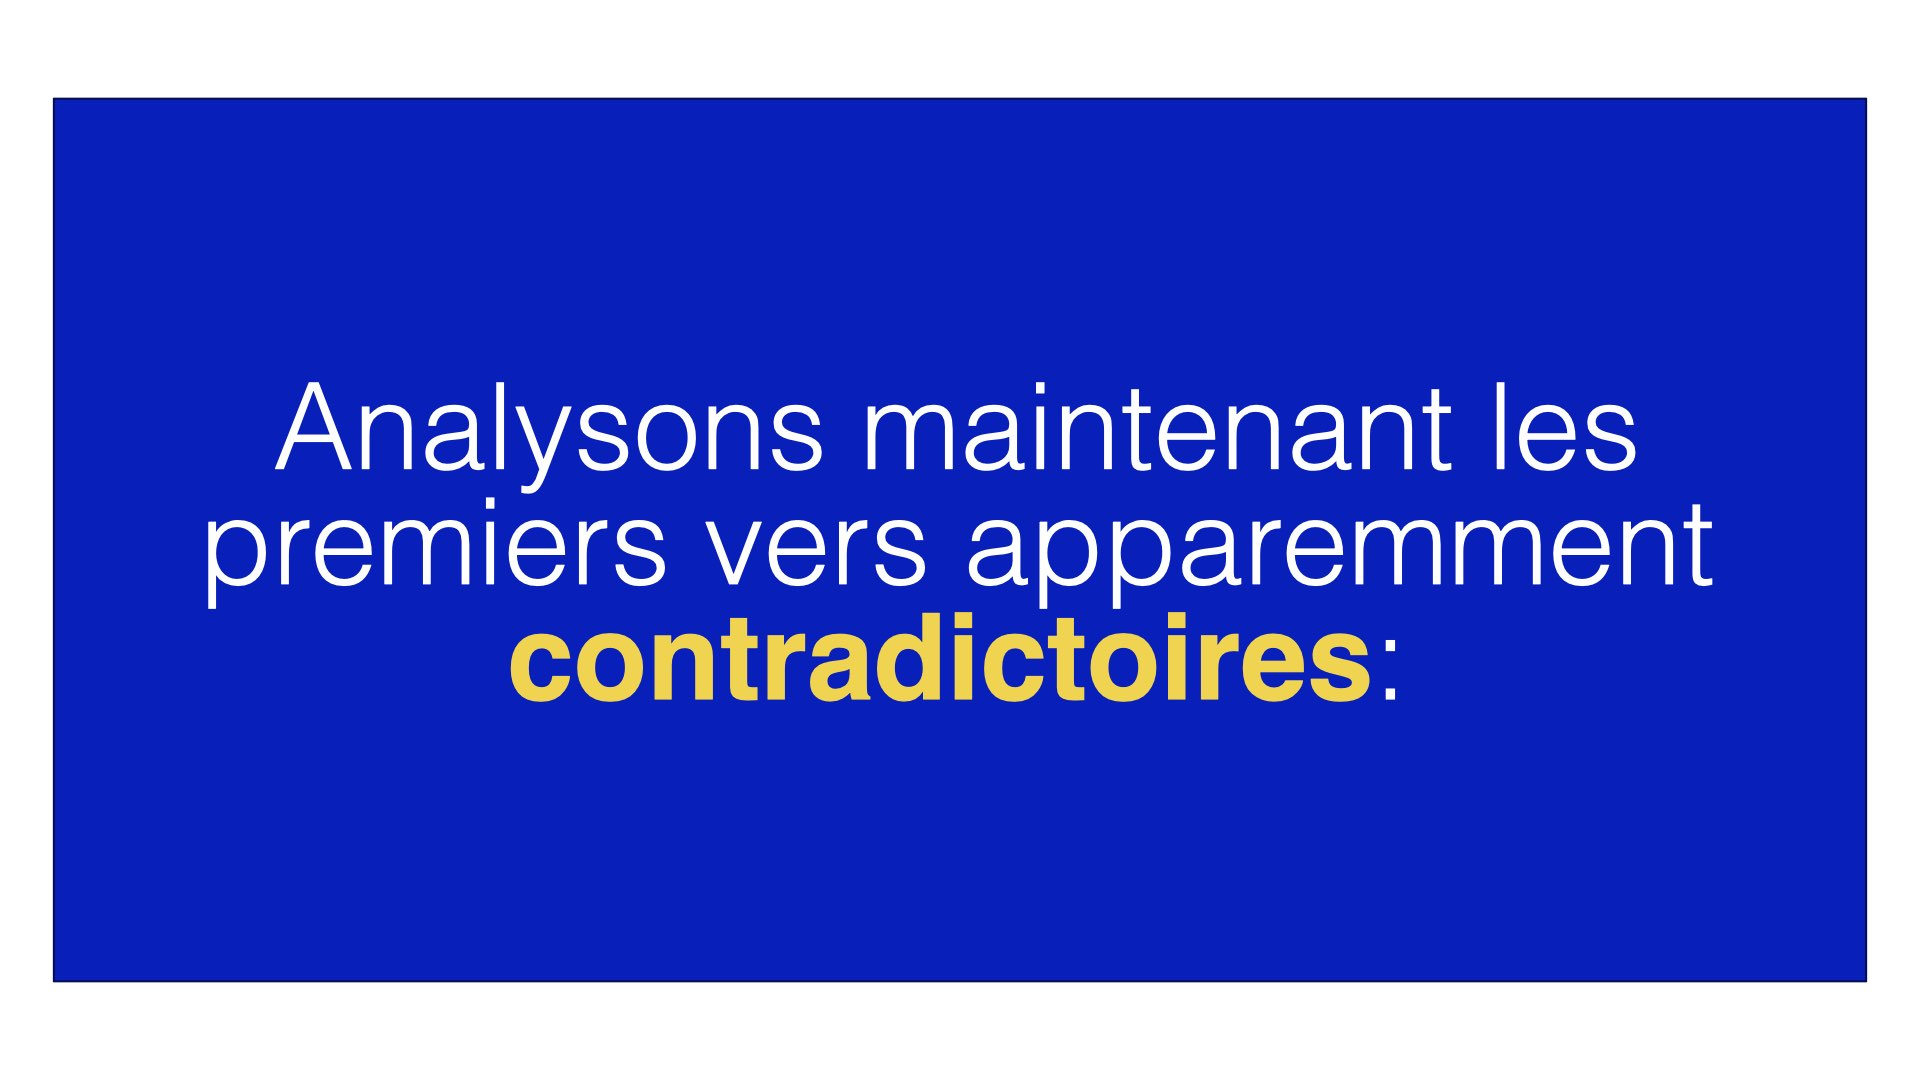 Analysons maintenant les
premiers vers apparemment
contradictoires: